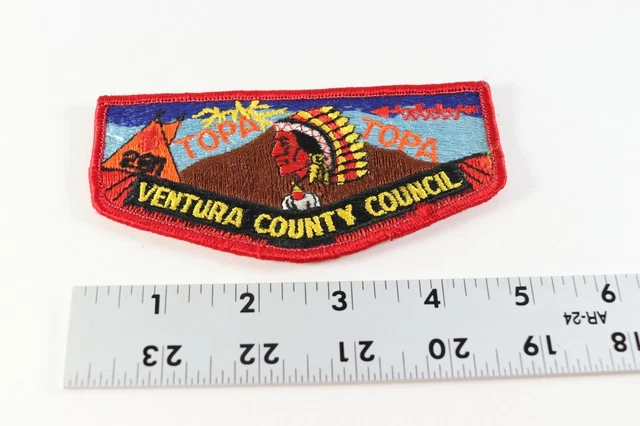 TOPA TOPA
291
VENTURA COUNTY COUNCIL
1 2 3 4 5 6
AR-24
23 22 21 20 19 18